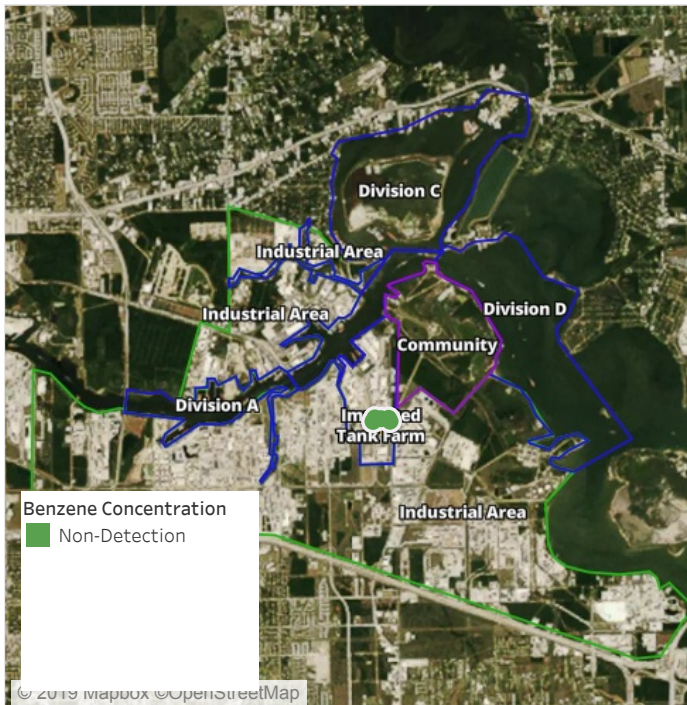 Division C
Industrial Area
Division D
Industrial Area
Community
Division A
Tank Farm
Industrial Area
Benzene Concentration
Non-Detection
© 2019 Mapbox ©OpenStreetMap